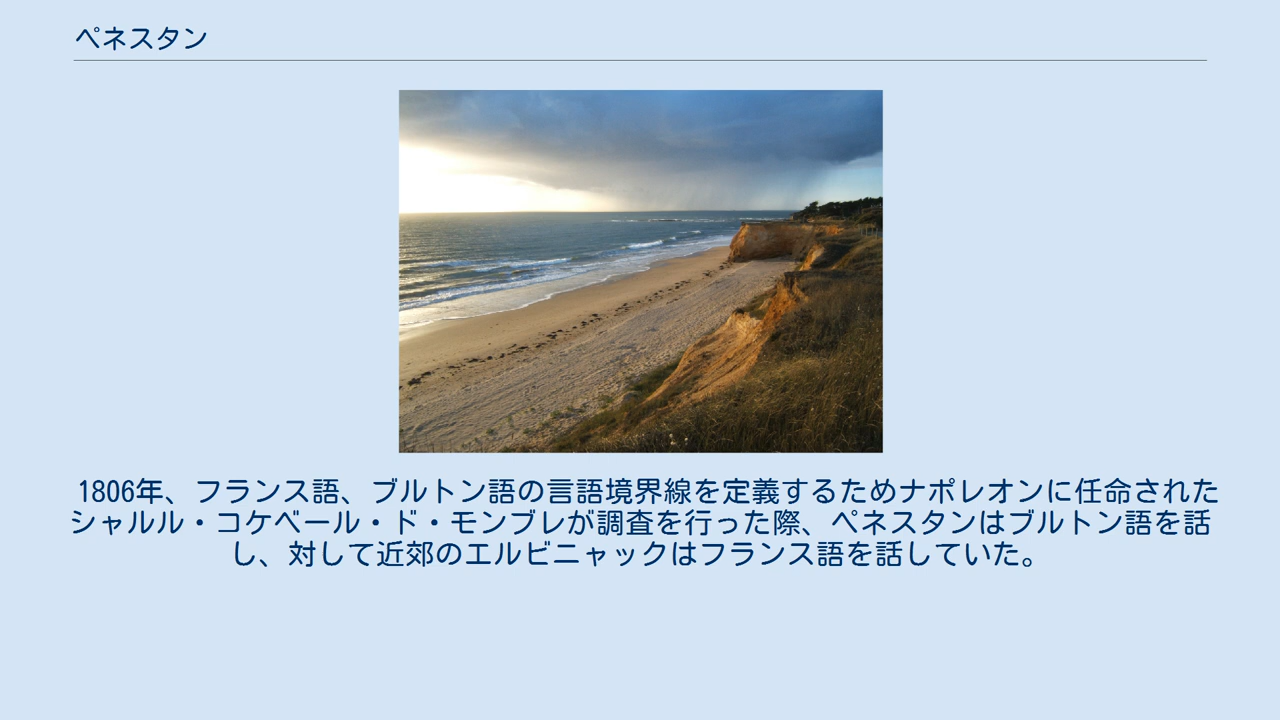 ペネスタン
1806年、フランス語、ブルトン語の言語境界線を定義するためナポレオンに任命された
シャルル・コケベール・ド・モンブレが調査を行った際、ペネスタンはブルトン語を話
し、対して近郊のエルビニャックはフランス語を話していた。